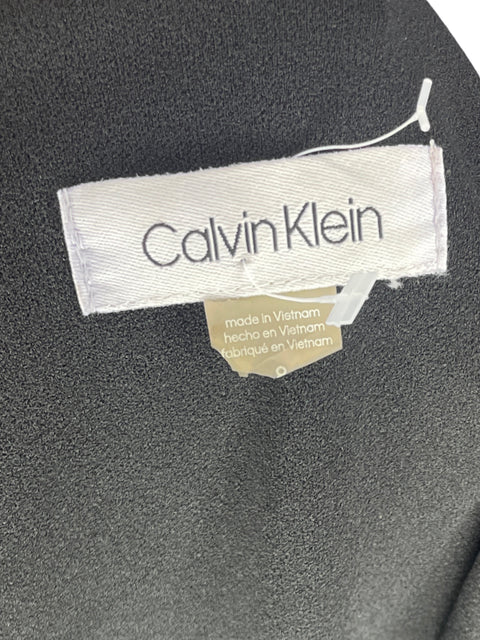 Calvin Klein
made in Vietnam
hecho en Vietnam
fabriqué en Vietnam